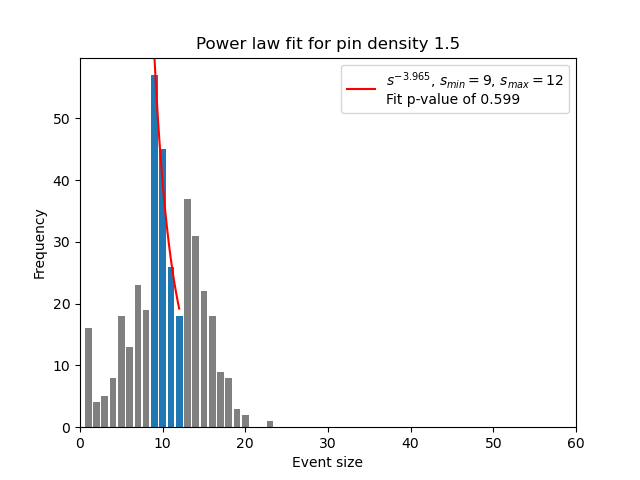 Power law fit for pin density 1.5
s^{-3.965}, s_{min} = 9, s_{max} = 12
Fit p-value of 0.599
Frequency
50
40
30
20
10
0
0 10 20 30 40 50 60
Event size